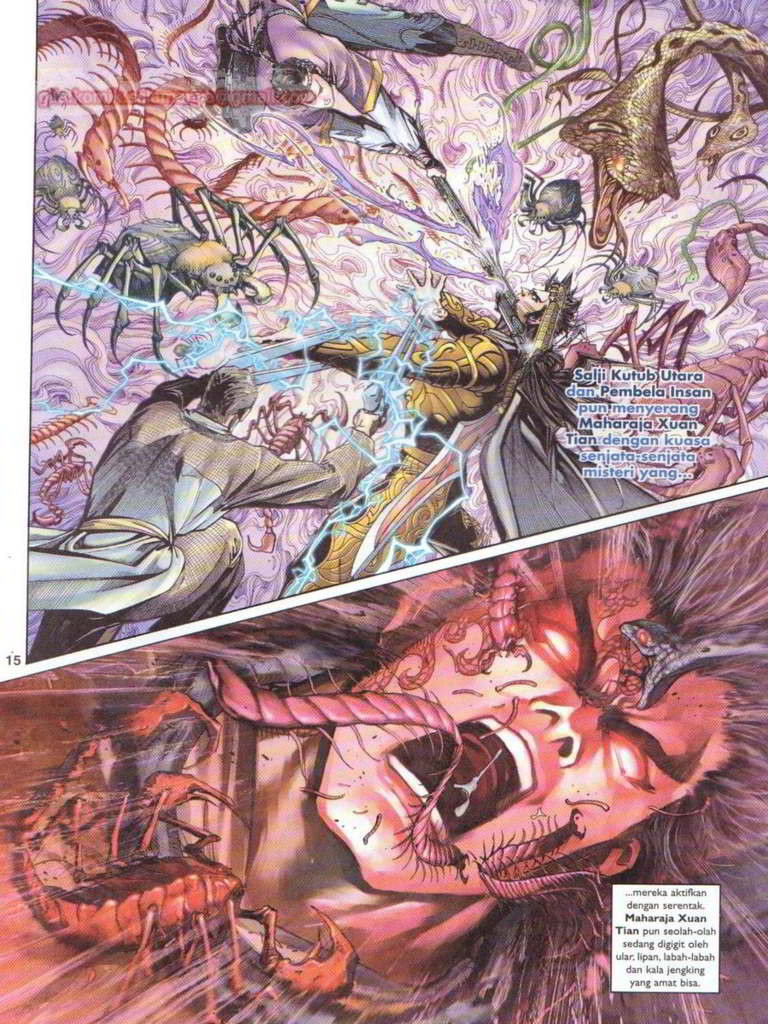 Salji Kutub Utara
dan Pembela Insan
pun menyerang
Maharaja Xuan
Tian dengan kuasa
senjata-senjata
misteri yang...
15
...mereka aktifkan
dengan serentak.
Maharaja Xuan
Tian pun seolah-olah
sedang digigit oleh
ular, lipan, labah-labah
dan kala jengking
yang amat bisa.